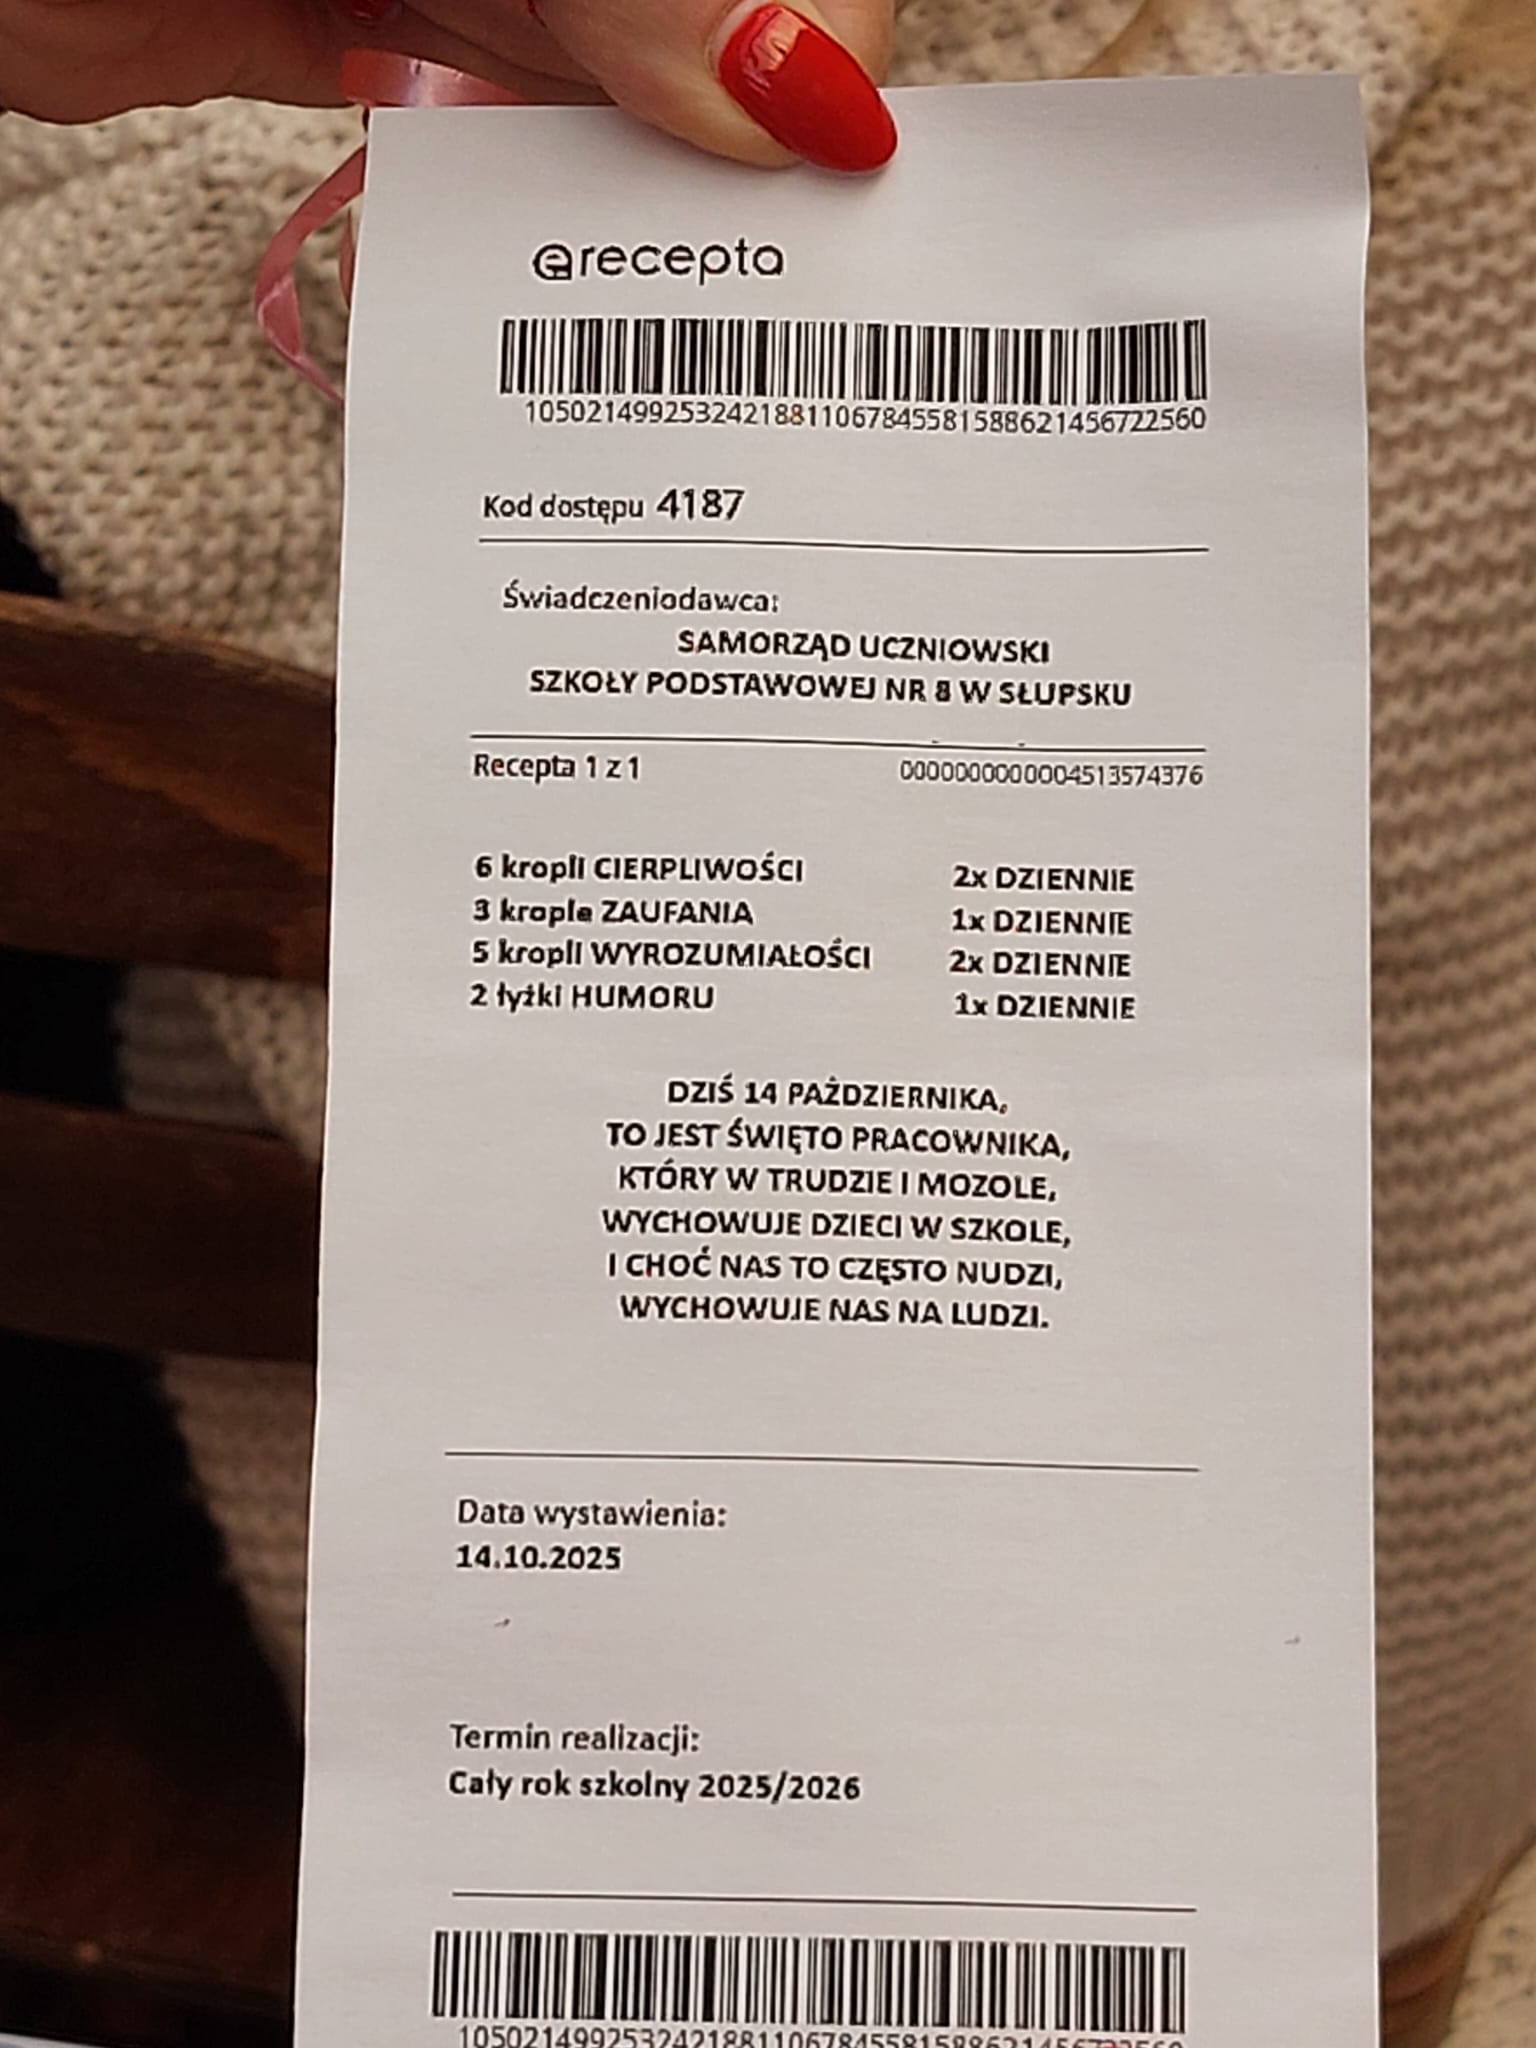 erecepta
10502149925324218811067845581588621456722560
Kod dostępu 4187
Świadczeniodawca:
SAMORZĄD UCZNIOWSKI
SZKOŁY PODSTAWOWEJ NR 8 W SŁUPSKU
Recepta 1 z 1 0000000000004513574376
6 kropli CIERPLIWOŚCI 2x DZIENNIE
3 krople ZAUFANIA 1x DZIENNIE
5 kropli WYROZUMIAŁOŚCI 2x DZIENNIE
2 łyżki HUMORU 1x DZIENNIE
DZIŚ 14 PAŹDZIERNIKA,
TO JEST ŚWIĘTO PRACOWNIKA,
KTÓRY W TRUDZIE I MOZOLE,
WYCHOWUJE DZIECI W SZKOLE,
I CHOĆ NAS TO CZĘSTO NUDZI,
WYCHOWUJE NAS NA LUDZI.
Data wystawienia:
14.10.2025
Termin realizacji:
Cały rok szkolny 2025/2026
10502149925324218811067845581588621456722560